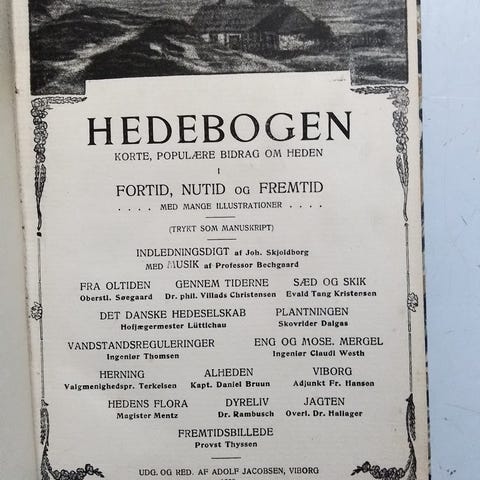 HEDEBOGEN
KORTE, POPULÆRE BIDRAG OM HEDEN
I
FORTID, NUTID OG FREMTID
. . . . MED MANGE ILLUSTRATIONER . . . .
(TRYKT SOM MANUSKRIPT)
INDLEDNINGSDIGT af Joh. Skjoldborg
MED MUSIK af Professor Bechgaard
FRA OLTIDEN GENNEM TIDERNE SÆD OG SKIK
Oberstl. Søegaard Dr. phil. Villads Christensen Evald Tang Kristensen
DET DANSKE HEDESELSKAB PLANTNINGEN
Hofjægermester Lüttichau Skovrider Dalgas
VANDSTANDSREGULERINGER ENG OG MOSE. MERGEL
Ingeniør Thomsen Ingeniør Claudi Westh
HERNING ALHEDEN VIBORG
Valgmenighedspr. Terkelsen Kapt. Daniel Bruun Adjunkt Fr. Hansen
HEDENS FLORA DYRELIV JAGTEN
Magister Mentz Dr. Rambusch Overl. Dr. Hallager
FREMTIDSBILLEDE
Provst Thyssen
UDG. OG RED. AF ADOLF JACOBSEN, VIBORG